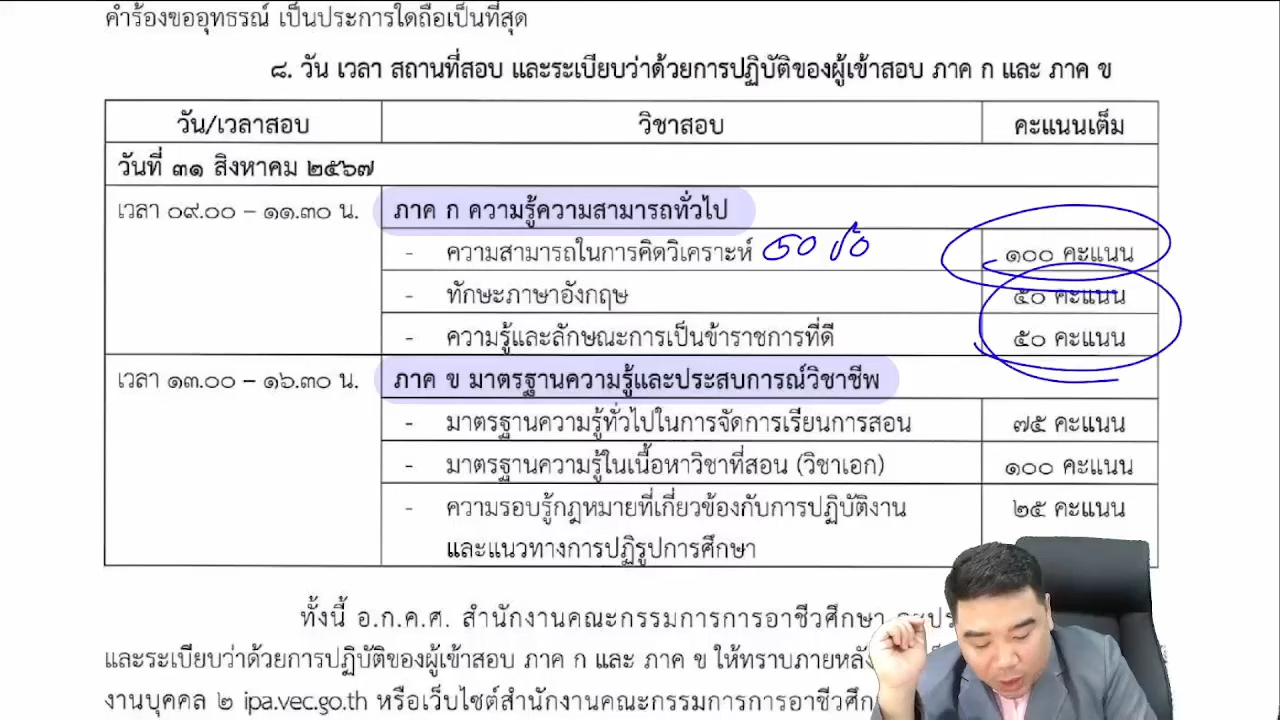 คำร้องขออุทธรณ์ เป็นประการใดถือเป็นที่สุด
๘. วัน เวลา สถานที่สอบ และระเบียบว่าด้วยการปฏิบัติของผู้เข้าสอบ ภาค ก และ ภาค ข
วัน/เวลาสอบ วิชาสอบ คะแนนเต็ม
วันที่ ๓๑ สิงหาคม ๒๕๖๗
เวลา ๐๙.๐๐ – ๑๑.๓๐ น. ภาค ก ความรู้ความสามารถทั่วไป
- ความสามารถในการคิดวิเคราะห์ 50 ข้อ ๑๐๐ คะแนน
- ทักษะภาษาอังกฤษ ๕๐ คะแนน
- ความรู้และลักษณะการเป็นข้าราชการที่ดี ๕๐ คะแนน
เวลา ๑๓.๐๐ – ๑๖.๓๐ น. ภาค ข มาตรฐานความรู้และประสบการณ์วิชาชีพ
- มาตรฐานความรู้ทั่วไปในการจัดการเรียนการสอน ๗๕ คะแนน
- มาตรฐานความรู้ในเนื้อหาวิชาที่สอน (วิชาเอก) ๑๐๐ คะแนน
- ความรอบรู้กฎหมายที่เกี่ยวข้องกับการปฏิบัติงาน ๒๕ คะแนน
และแนวทางการปฏิรูปการศึกษา
ทั้งนี้ อ.ก.ค.ศ. สำนักงานคณะกรรมการการอาชีวศึกษา
และระเบียบว่าด้วยการปฏิบัติของผู้เข้าสอบ ภาค ก และ ภาค ข ให้ทราบภายหลัง
งานบุคคล ๒ ipa.vec.go.th หรือเว็บไซต์สำนักงานคณะกรรมการการอาชีวศึก